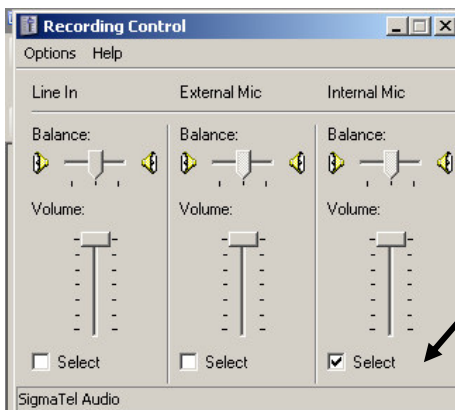 Recording Control
Options Help
Line In External Mic Internal Mic
Balance: Balance: Balance:
Volume: Volume: Volume:
Select Select Select
SigmaTel Audio